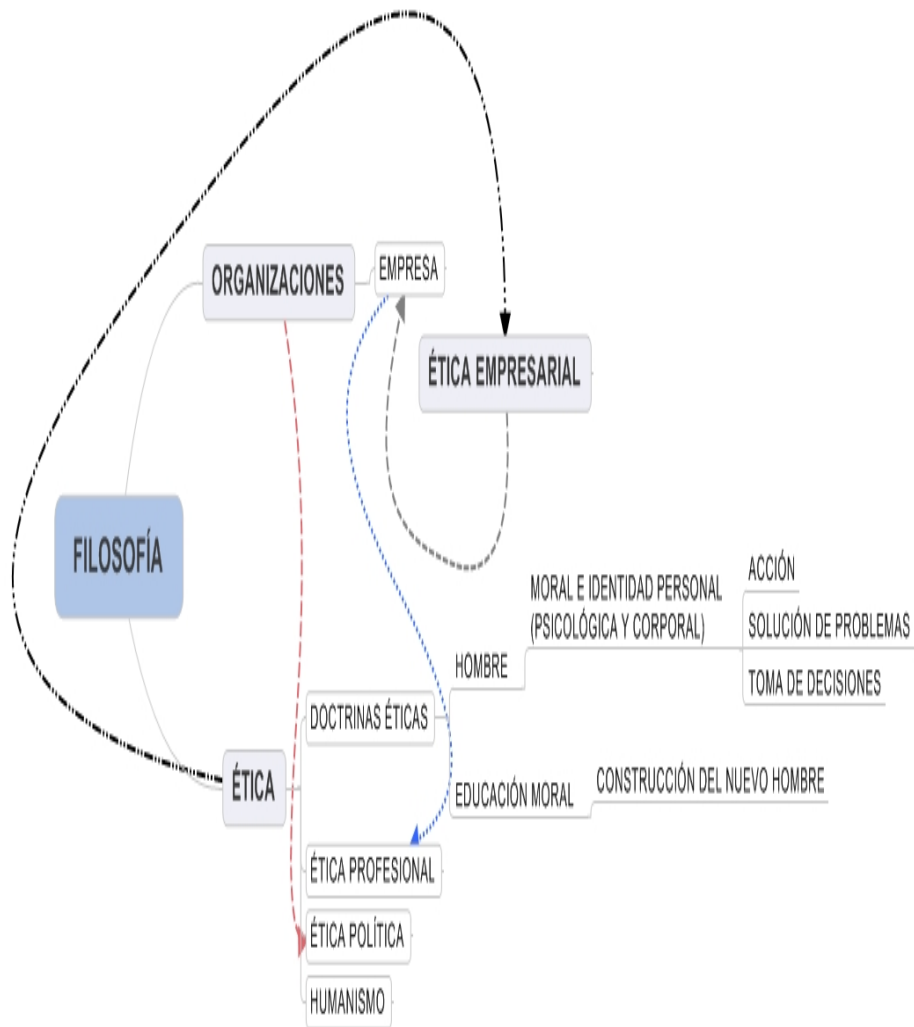 ORGANIZACIONES
EMPRESA
ÉTICA EMPRESARIAL
FILOSOFÍA
ACCIÓN
MORAL E IDENTIDAD PERSONAL
(PSICOLÓGICA Y CORPORAL)
SOLUCIÓN DE PROBLEMAS
HOMBRE
TOMA DE DECISIONES
DOCTRINAS ÉTICAS
ÉTICA
EDUCACIÓN MORAL
CONSTRUCCIÓN DEL NUEVO HOMBRE
ÉTICA PROFESIONAL
ÉTICA POLÍTICA
HUMANISMO